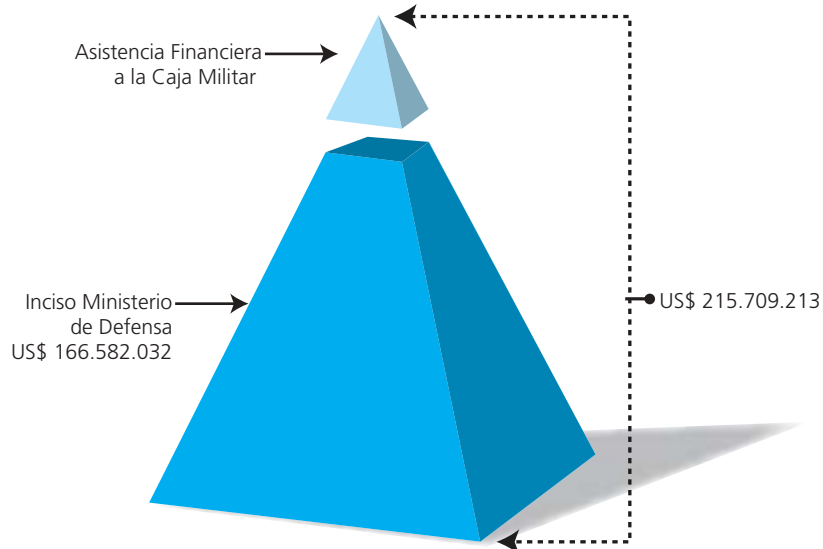 Asistencia Financiera
a la Caja Militar
Inciso Ministerio
de Defensa
US$ 166.582.032
US$ 215.709.213